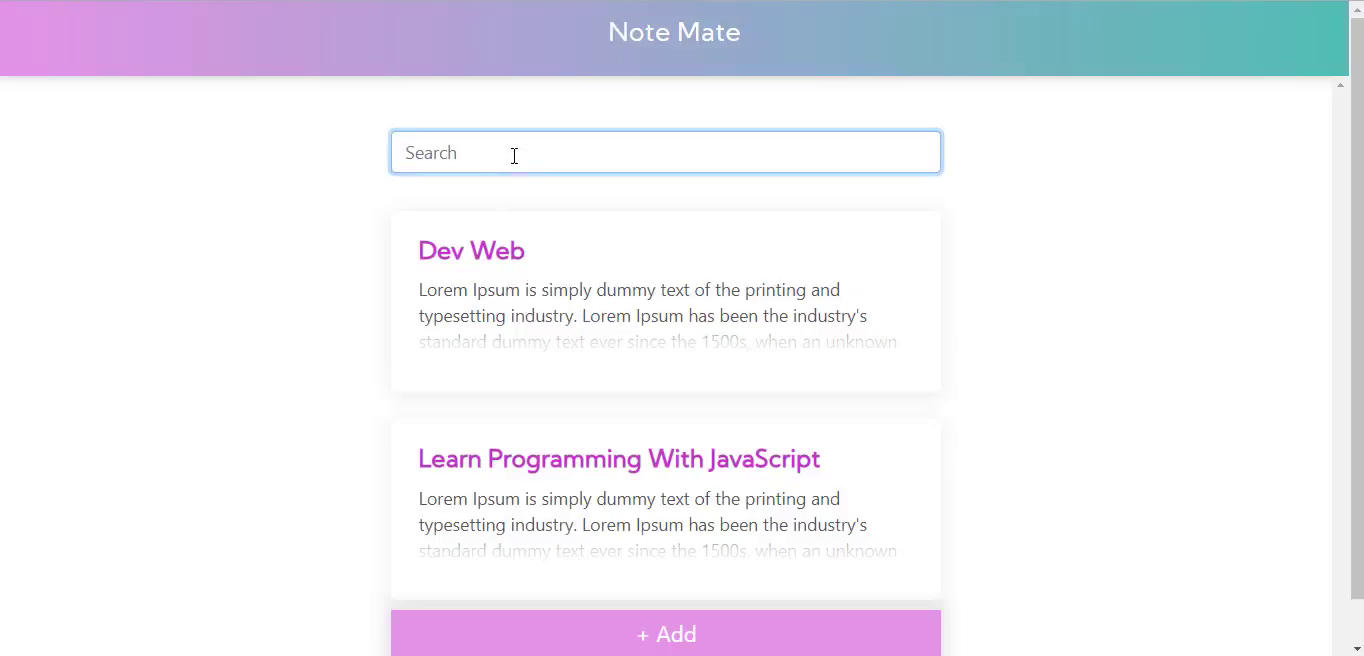 Note Mate
Search
Dev Web
Lorem Ipsum is simply dummy text of the printing and
typesetting industry. Lorem Ipsum has been the industry's
standard dummy text ever since the 1500s, when an unknown
Learn Programming With JavaScript
Lorem Ipsum is simply dummy text of the printing and
typesetting industry. Lorem Ipsum has been the industry's
standard dummy text ever since the 1500s, when an unknown
+ Add